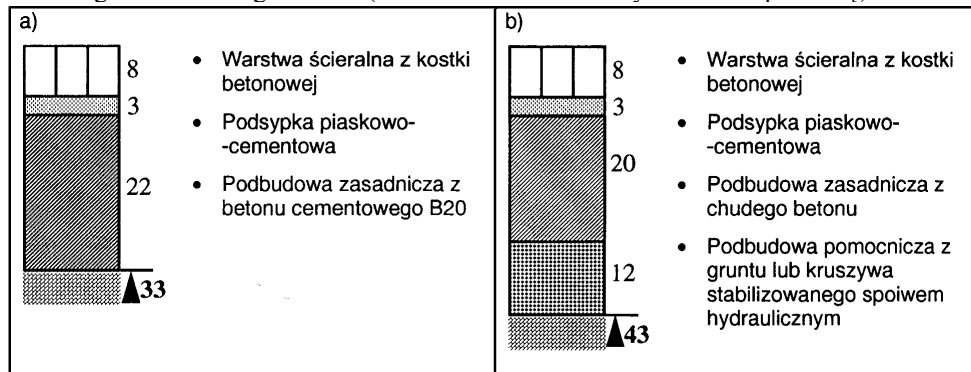 a)
8
3
22
33
• Warstwa ścieralna z kostki
betonowej
• Podsypka piaskowo-
-cementowa
• Podbudowa zasadnicza z
betonu cementowego B20
b)
8
3
20
12
43
• Warstwa ścieralna z kostki
betonowej
• Podsypka piaskowo-
-cementowa
• Podbudowa zasadnicza z
chudego betonu
• Podbudowa pomocnicza z
gruntu lub kruszywa
stabilizowanego spoiwem
hydraulicznym